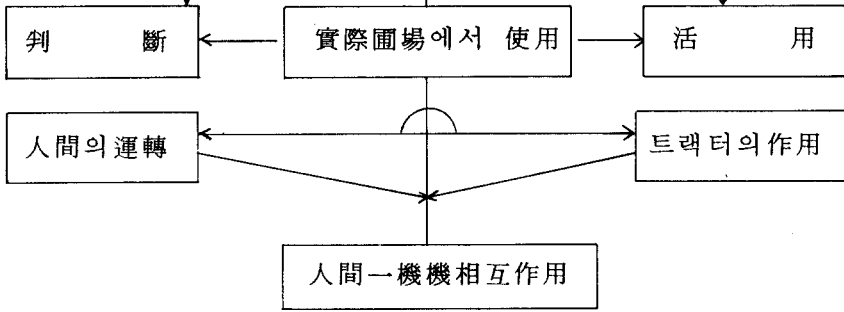 判 斷
實際圃場에서 使用
活 用
人間의運轉
트랙터의作用
人間一機機相互作用